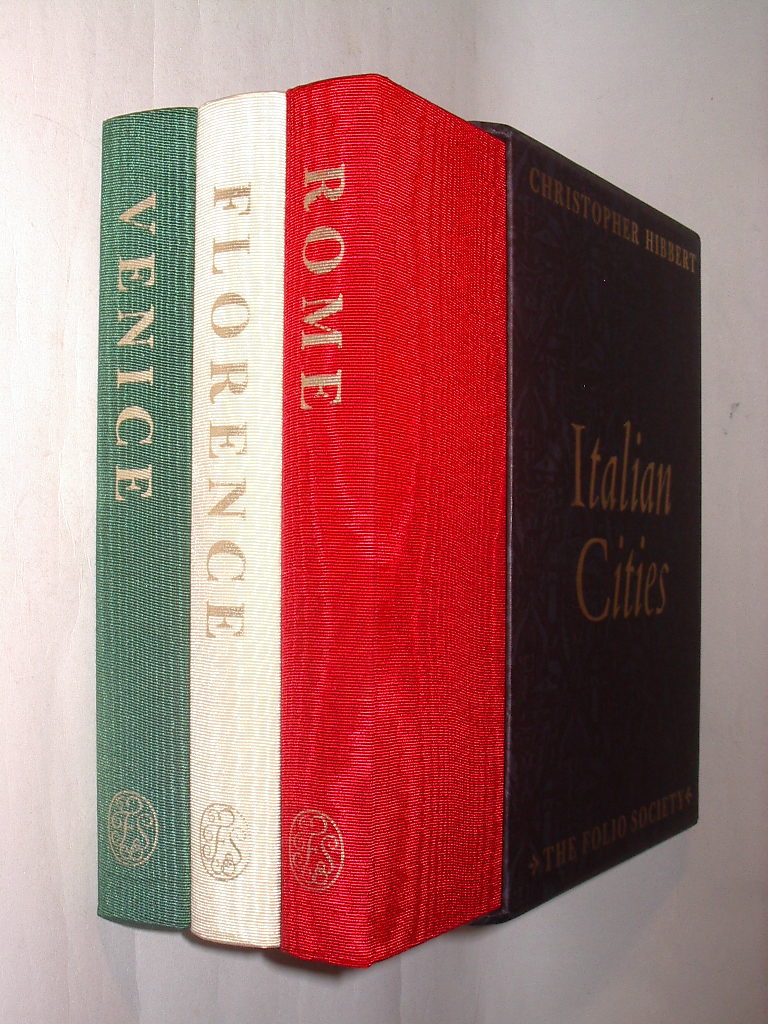 VENICE
FLORENCE
ROME
CHRISTOPHER HIBBERT
Italian
Cities
THE FOLIO SOCIETY